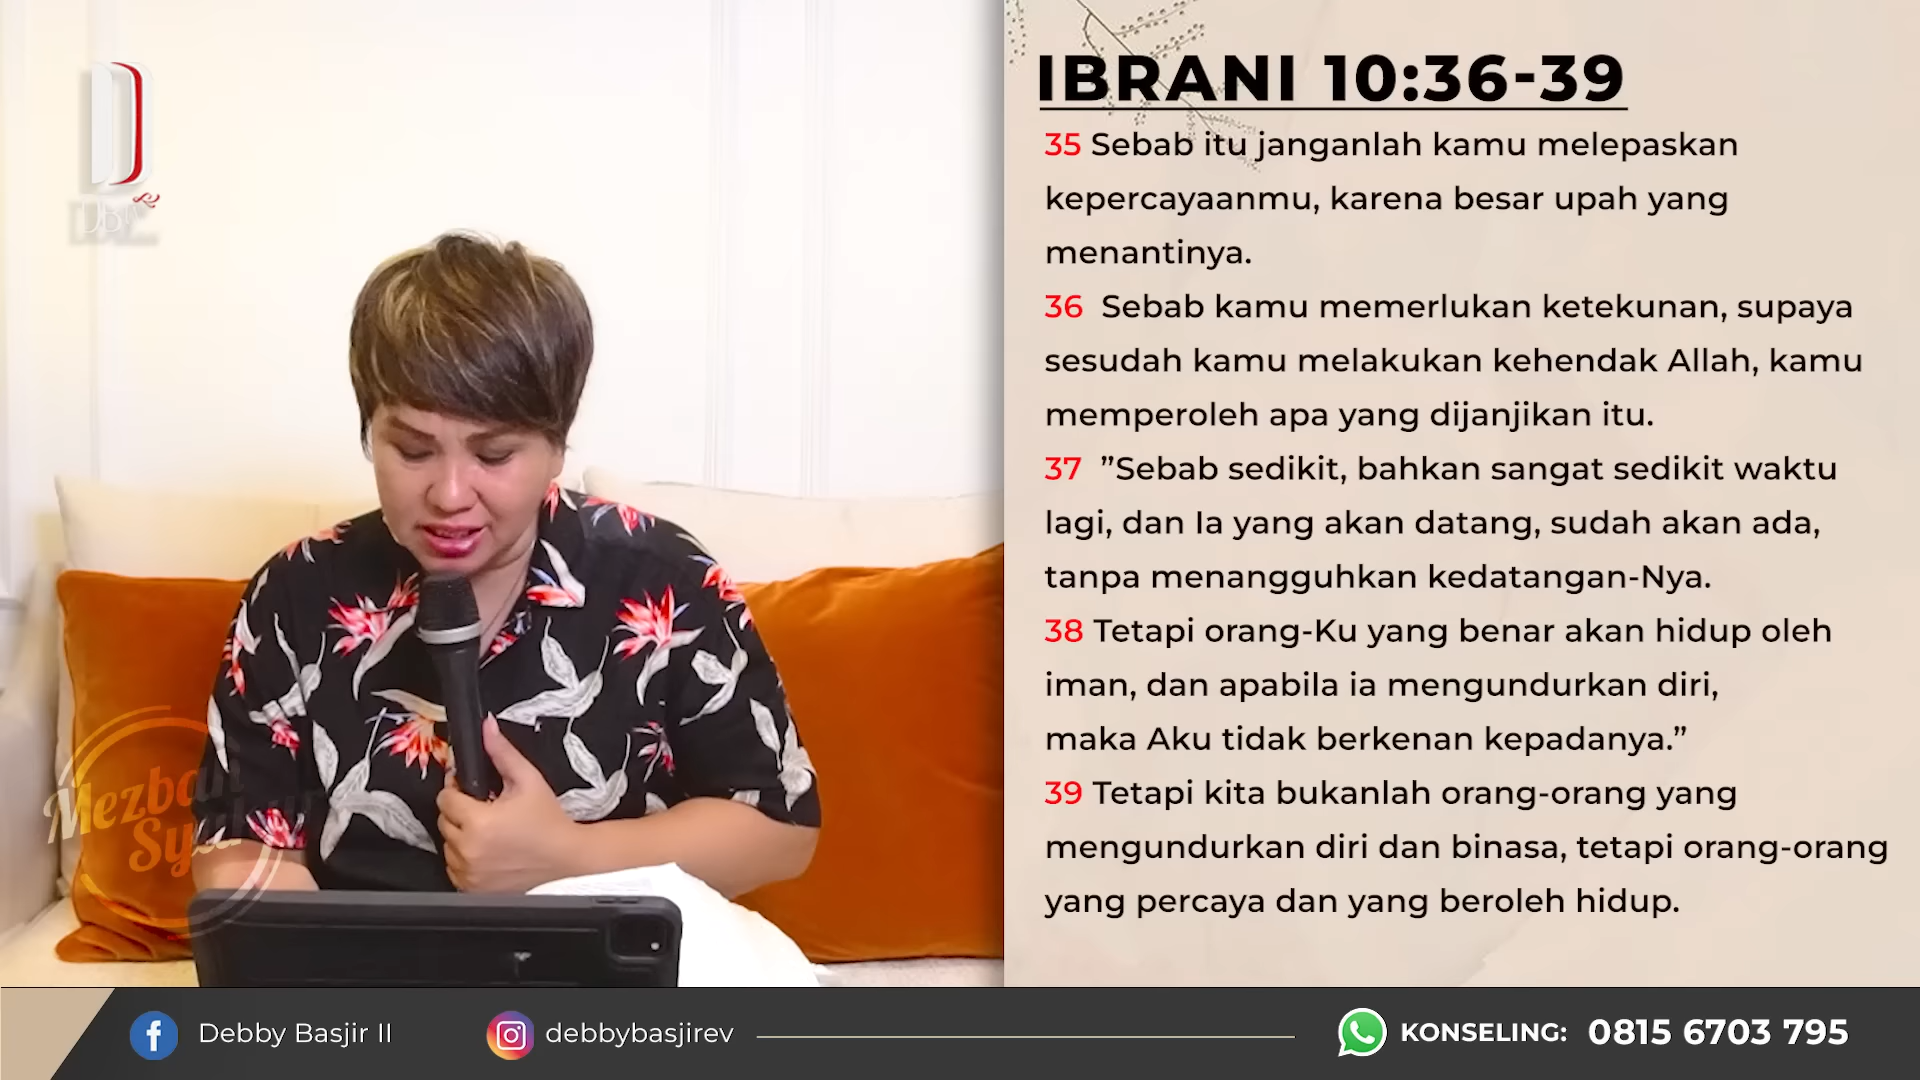 IBRANI 10:36-39
35 Sebab itu janganlah kamu melepaskan
kepercayaanmu, karena besar upah yang
menantinya.
36 Sebab kamu memerlukan ketekunan, supaya
sesudah kamu melakukan kehendak Allah, kamu
memperoleh apa yang dijanjikan itu.
37 ”Sebab sedikit, bahkan sangat sedikit waktu
lagi, dan Ia yang akan datang, sudah akan ada,
tanpa menangguhkan kedatangan-Nya.
38 Tetapi orang-Ku yang benar akan hidup oleh
iman, dan apabila ia mengundurkan diri,
maka Aku tidak berkenan kepadanya.”
39 Tetapi kita bukanlah orang-orang yang
mengundurkan diri dan binasa, tetapi orang-orang
yang percaya dan yang beroleh hidup.
Mezbah
Debby Basjir II
debbybasjirev
KONSELING: 0815 6703 795